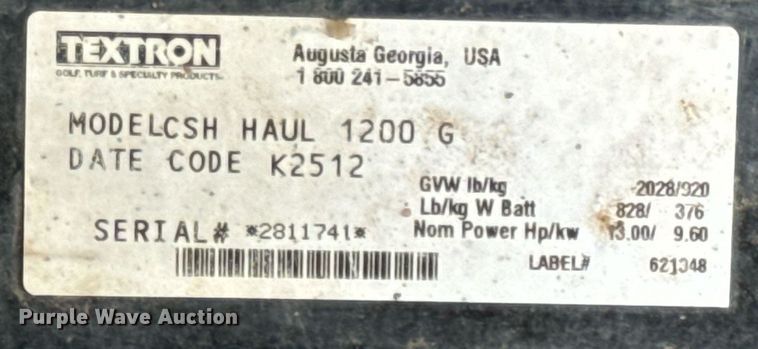 TEXTRON
GOLF, TURF & SPECIALTY PRODUCTS
Augusta Georgia, USA
1 800 241-5855
MODELCSH HAUL 1200 G
DATE CODE K2512
GVW lb/kg 2028/920
Lb/kg W Batt 828/ 376
SERIAL# *2811741*
Nom Power Hp/kw 13.00/ 9.60
LABEL# 621348
Purple Wave Auction